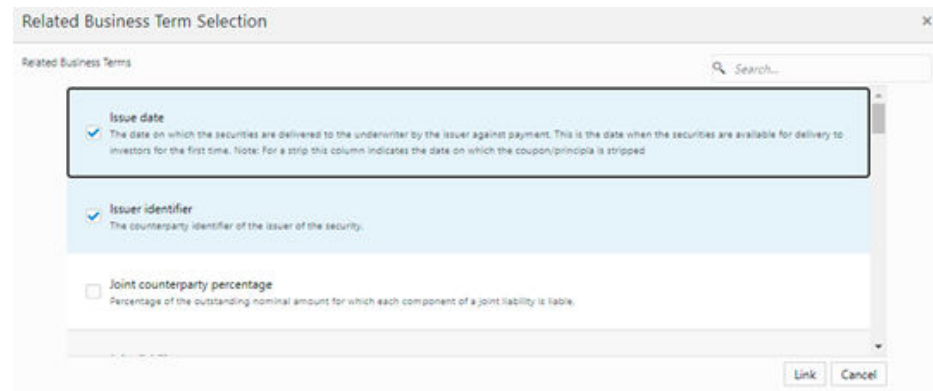 Related Business Term Selection
×
Related Business Terms
Search...
Issue date
The date on which the securities are delivered to the underwriter by the issuer against payment. This is the date when the securities are available for delivery to
investors for the first time. Note: For a strip this column indicates the date on which the coupon/principla is stripped
Issuer identifier
The counterparty identifier of the issuer of the security.
Joint counterparty percentage
Percentage of the outstanding nominal amount for which each component of a joint liability is liable.
Link Cancel